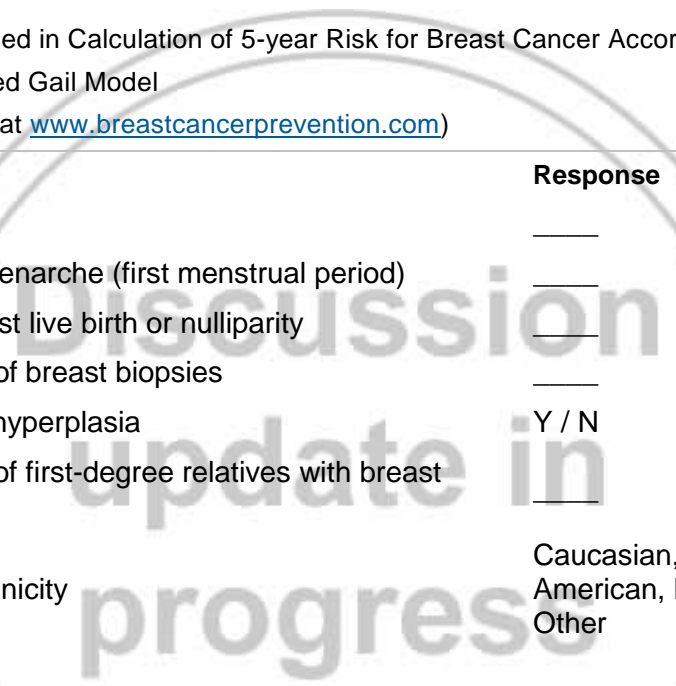 ed in Calculation of 5-year Risk for Breast Cancer Accor
ed Gail Model
at www.breastcancerprevention.com)
Response
____
enarche (first menstrual period) ____
st live birth or nulliparity ____
of breast biopsies ____
hyperplasia Y / N
of first-degree relatives with breast
____
Caucasian,
nicity American,
Other
Discussion
update in
progress